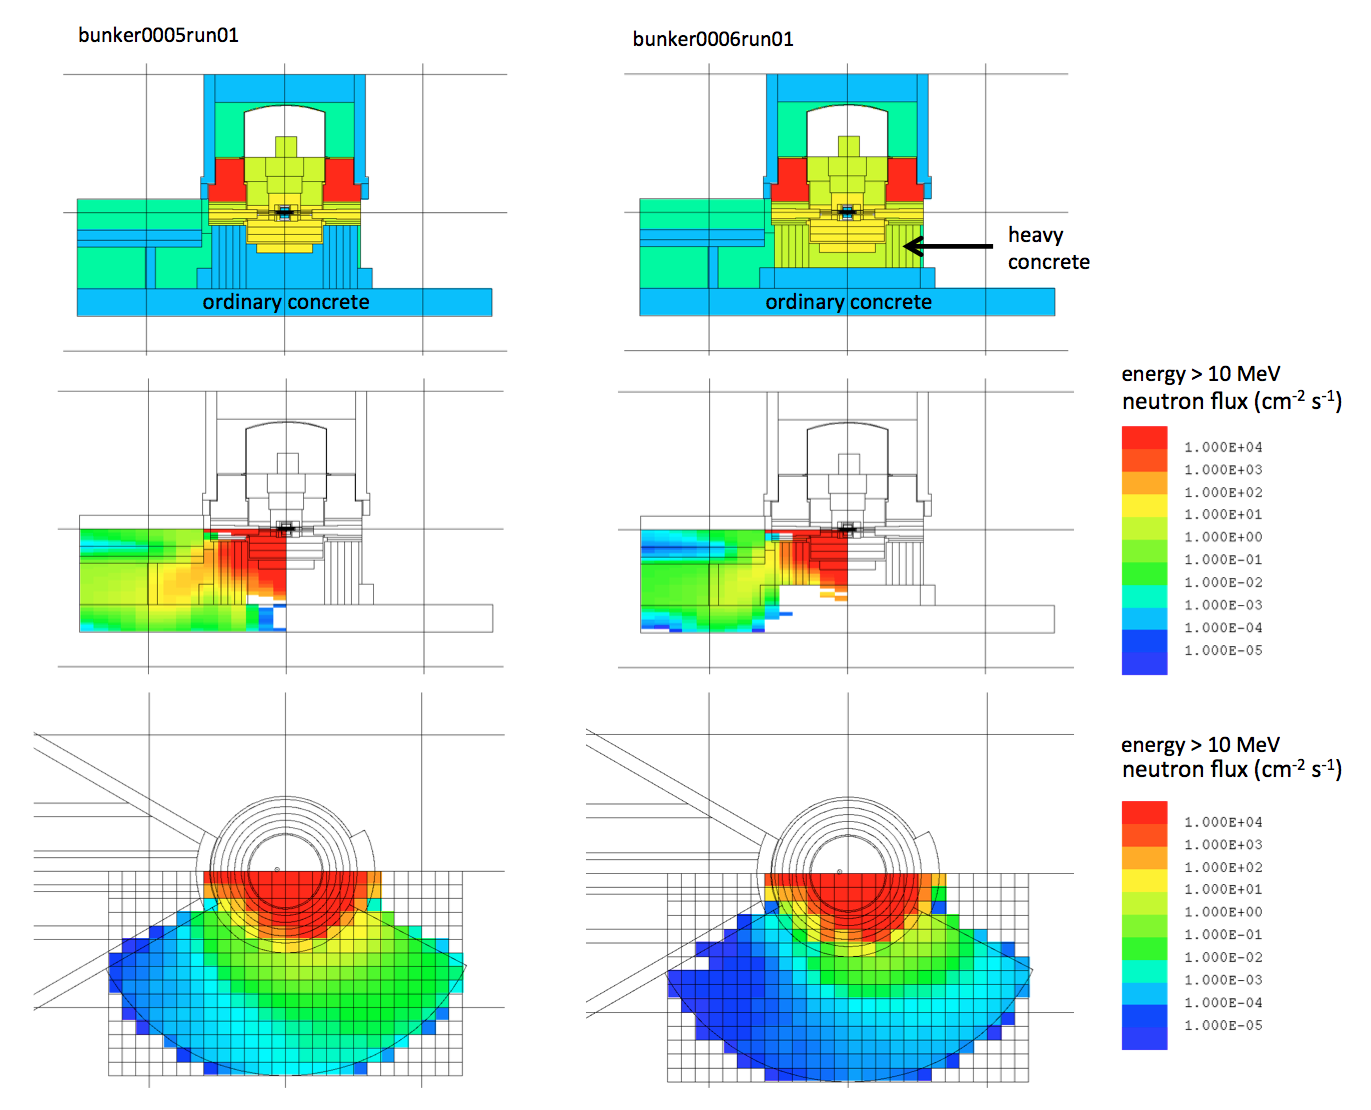 bunker0005run01
bunker0006run01
heavy
concrete
ordinary concrete
ordinary concrete
energy > 10 MeV
neutron flux (cm-2 s-1)
1.000E+04
1.000E+03
1.000E+02
1.000E+01
1.000E+00
1.000E-01
1.000E-02
1.000E-03
1.000E-04
1.000E-05
energy > 10 MeV
neutron flux (cm-2 s-1)
1.000E+04
1.000E+03
1.000E+02
1.000E+01
1.000E+00
1.000E-01
1.000E-02
1.000E-03
1.000E-04
1.000E-05